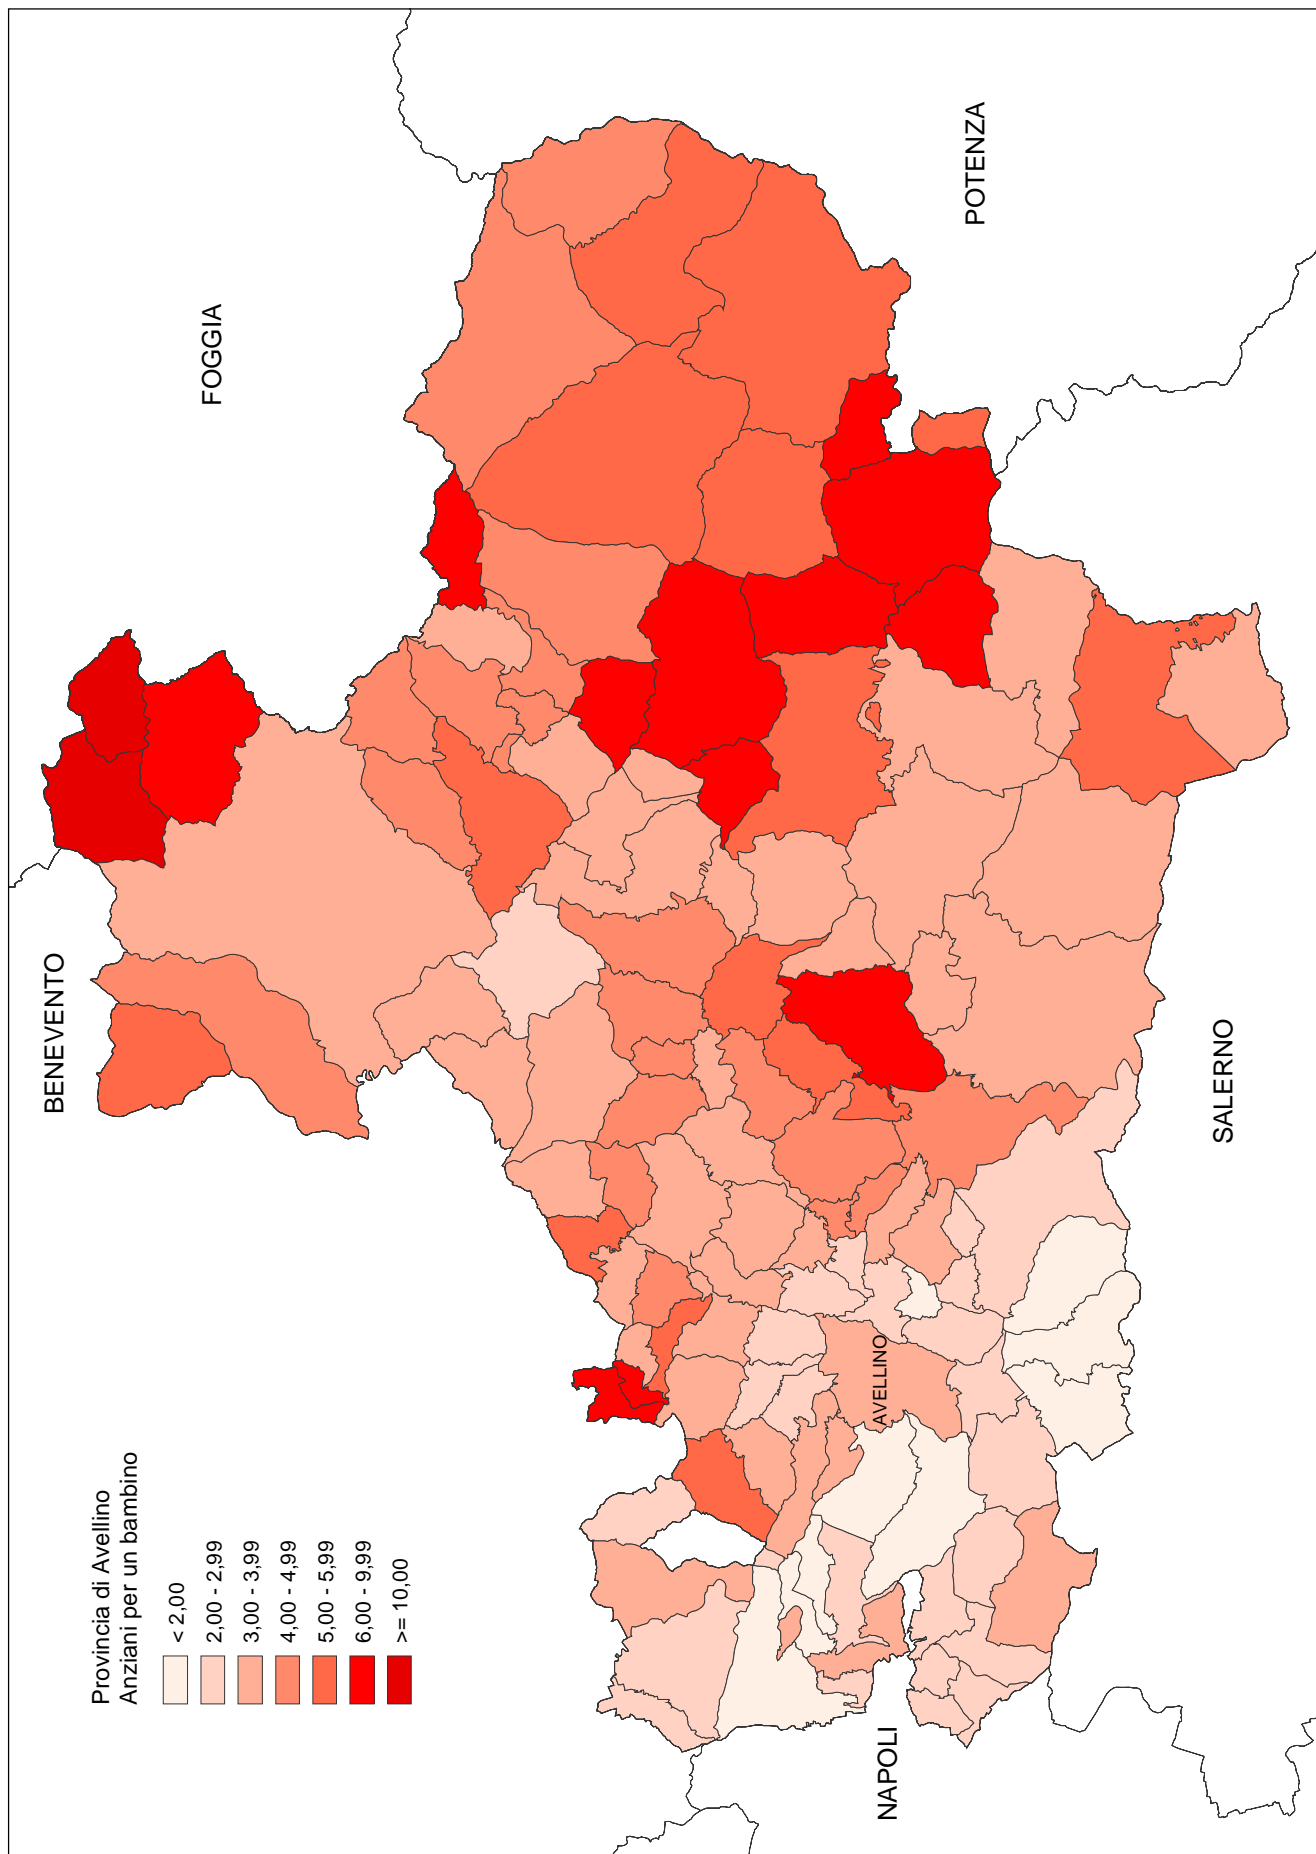 Provincia di Avellino
Anziani per un bambino
< 2,00
2,00 - 2,99
3,00 - 3,99
4,00 - 4,99
5,00 - 5,99
6,00 - 9,99
>= 10,00
BENEVENTO
FOGGIA
POTENZA
AVELLINO
NAPOLI
SALERNO